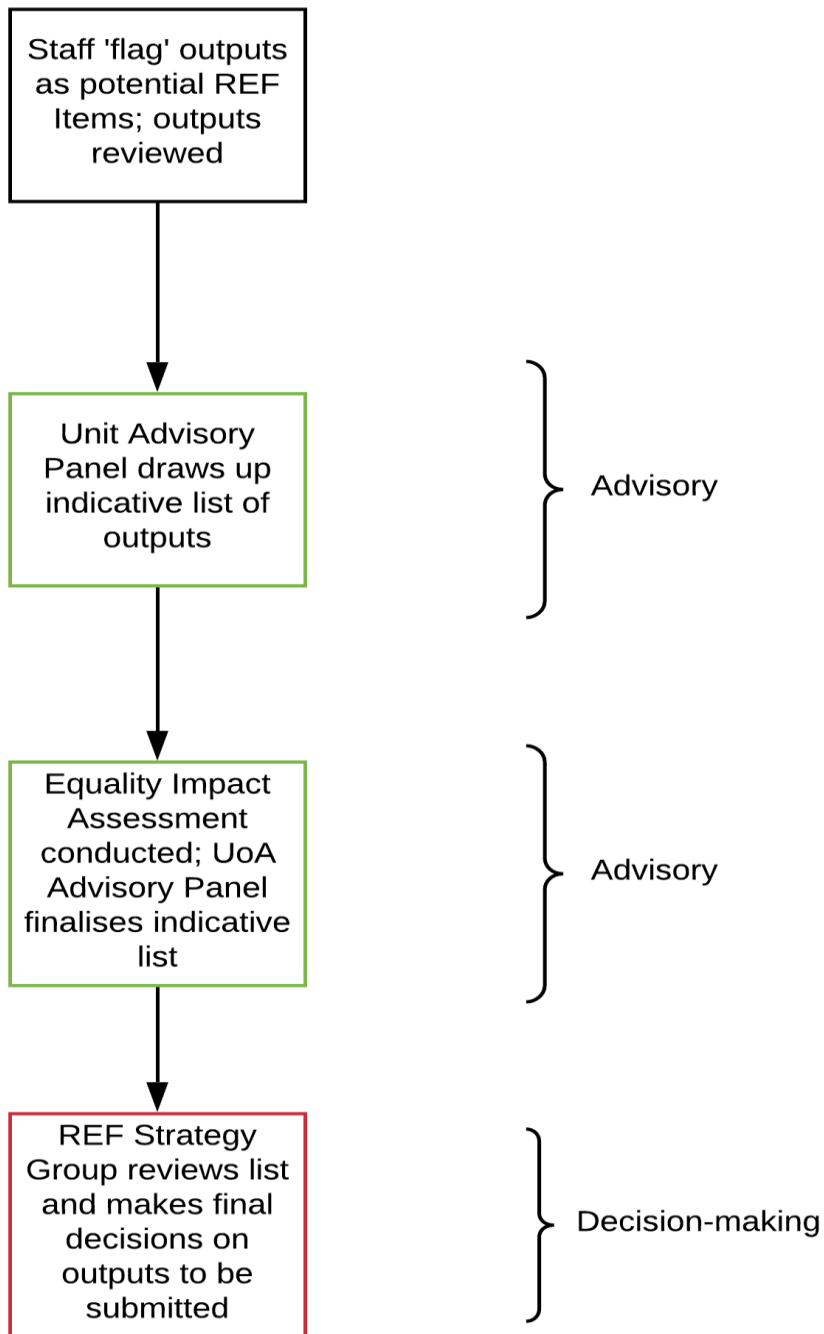 Staff 'flag' outputs
as potential REF
Items; outputs
reviewed
Unit Advisory
Panel draws up
indicative list of
outputs
Advisory
Equality Impact
Assessment
conducted; UoA
Advisory Panel
finalises indicative
list
Advisory
REF Strategy
Group reviews list
and makes final
decisions on
outputs to be
submitted
Decision-making